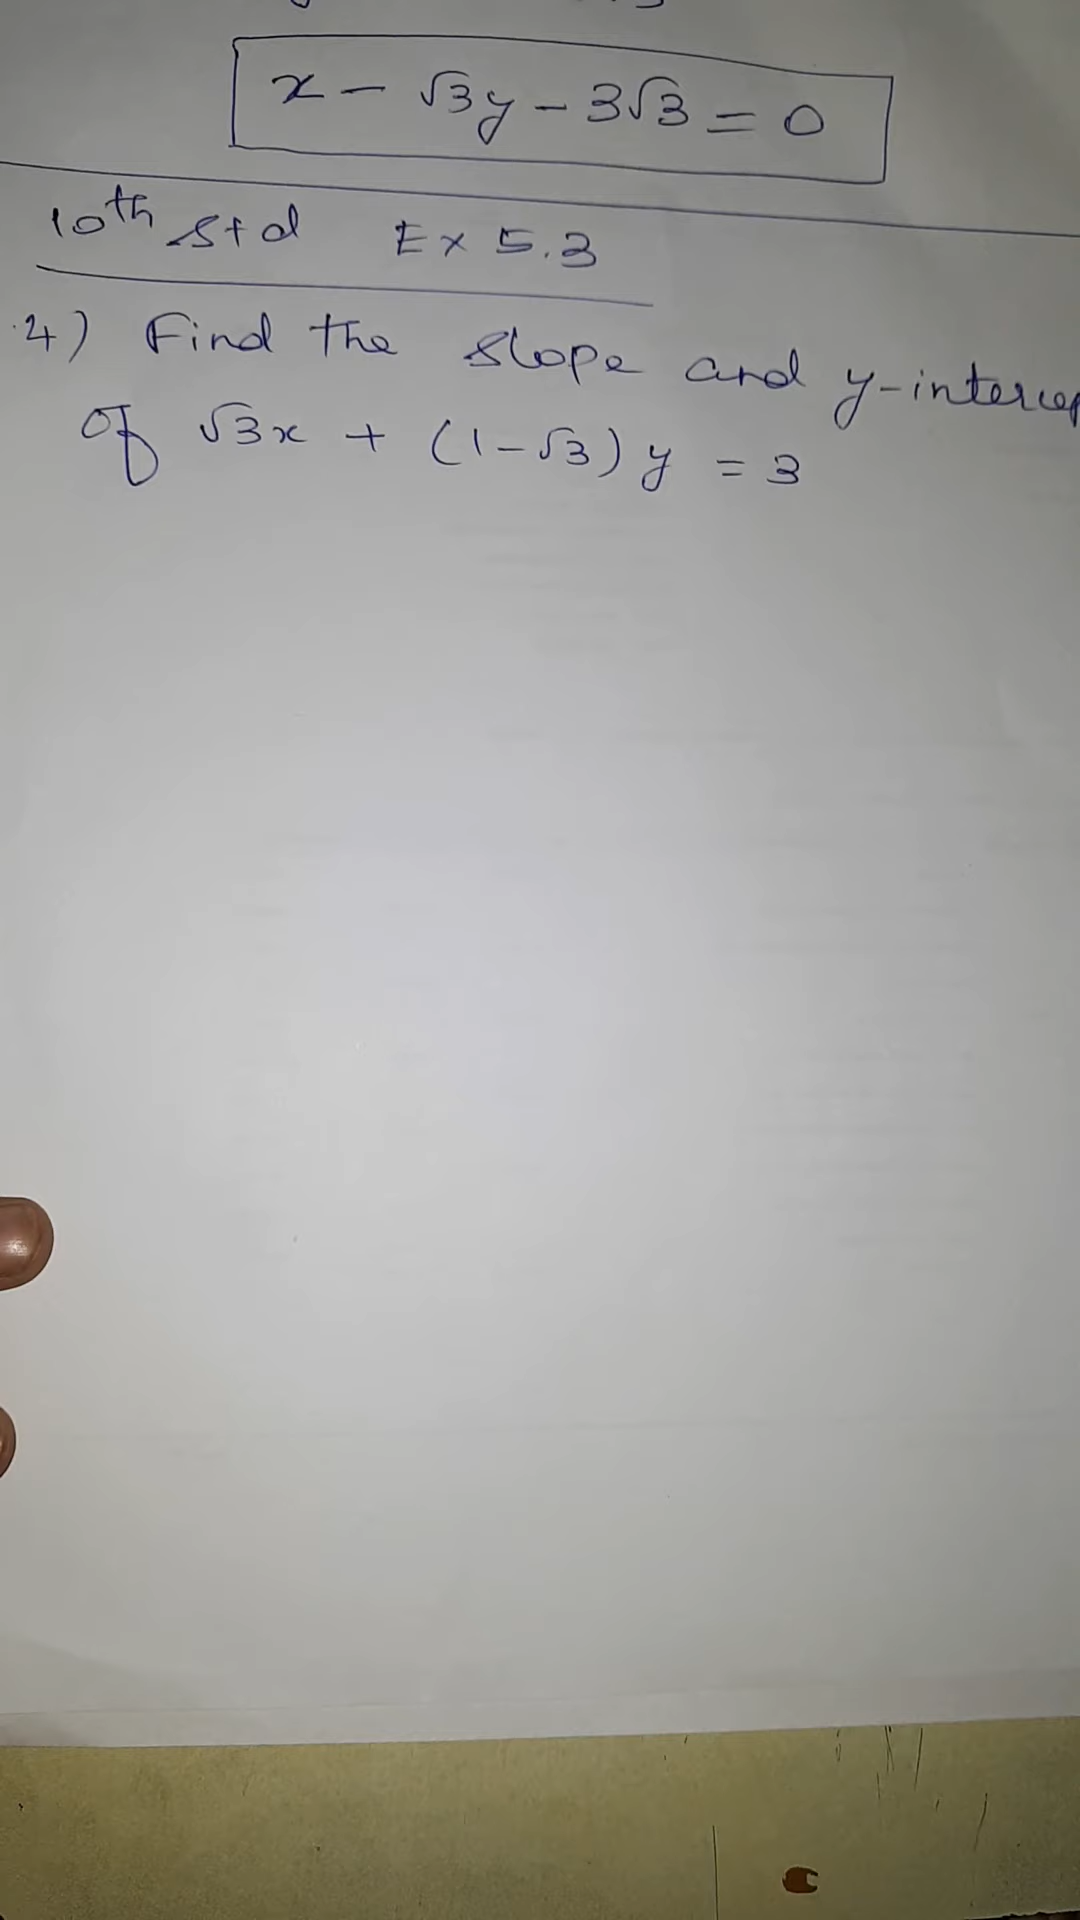 x - √3y - 3√3 = 0
10th Std Ex 5.3
4) Find the slope and y-intercep
of √3x + (1-√3) y = 3